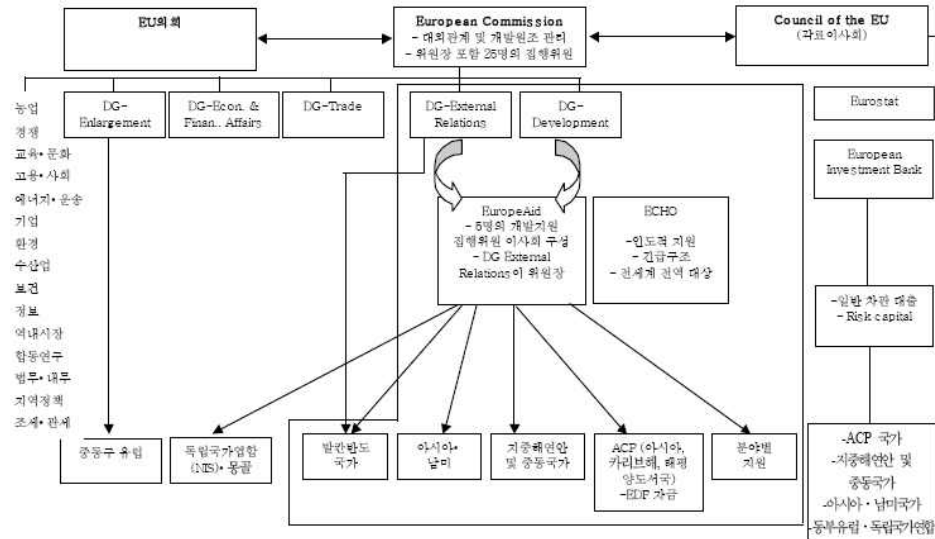 EU의회
European Commission
- 대외관계 및 개발원조 관리
- 위원장 포함 25명의 집행위원
Council of the EU
(각료이사회)
농업
경쟁
교육•문화
고용•사회
에너지•운송
기업
환경
수산업
보건
정보
역내시장
합동연구
법무•내무
지역정책
조세•관세
DG-
Enlargement
DG-Econ. &
Finan.. Affairs
DG-Trade
DG-External
Relations
DG-
Development
Eurostat
European
Investment Bank
EuropeAid
- 5명의 개발지원
집행위원 이사회 구성
- DG External
Relations이 위원장
ECHO
-인도적 지원
- 긴급구조
- 전세계 전역 대상
-일반 차관 대출
- Risk capital
중동구 유럽
독립국가연합
(NIS)•몽골
발칸반도
국가
아시아•
남미
지중해연안
및 중동국가
ACP (아시아,
카리브해, 태평
양도서국)
-EDF 자금
분야별
지원
-ACP 국가
-지중해연안 및
중동국가
-아시아•남미국가
-동부유럽•독립국가연합